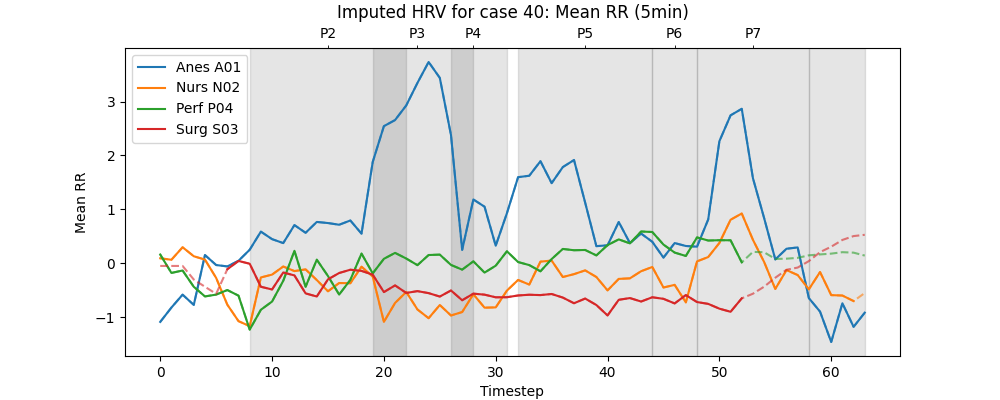 Imputed HRV for case 40: Mean RR (5min)
P2 P3 P4 P5 P6 P7
Anes A01
Nurs N02
Perf P04
Surg S03
Mean RR
3
2
1
0
−1
0 10 20 30 40 50 60
Timestep